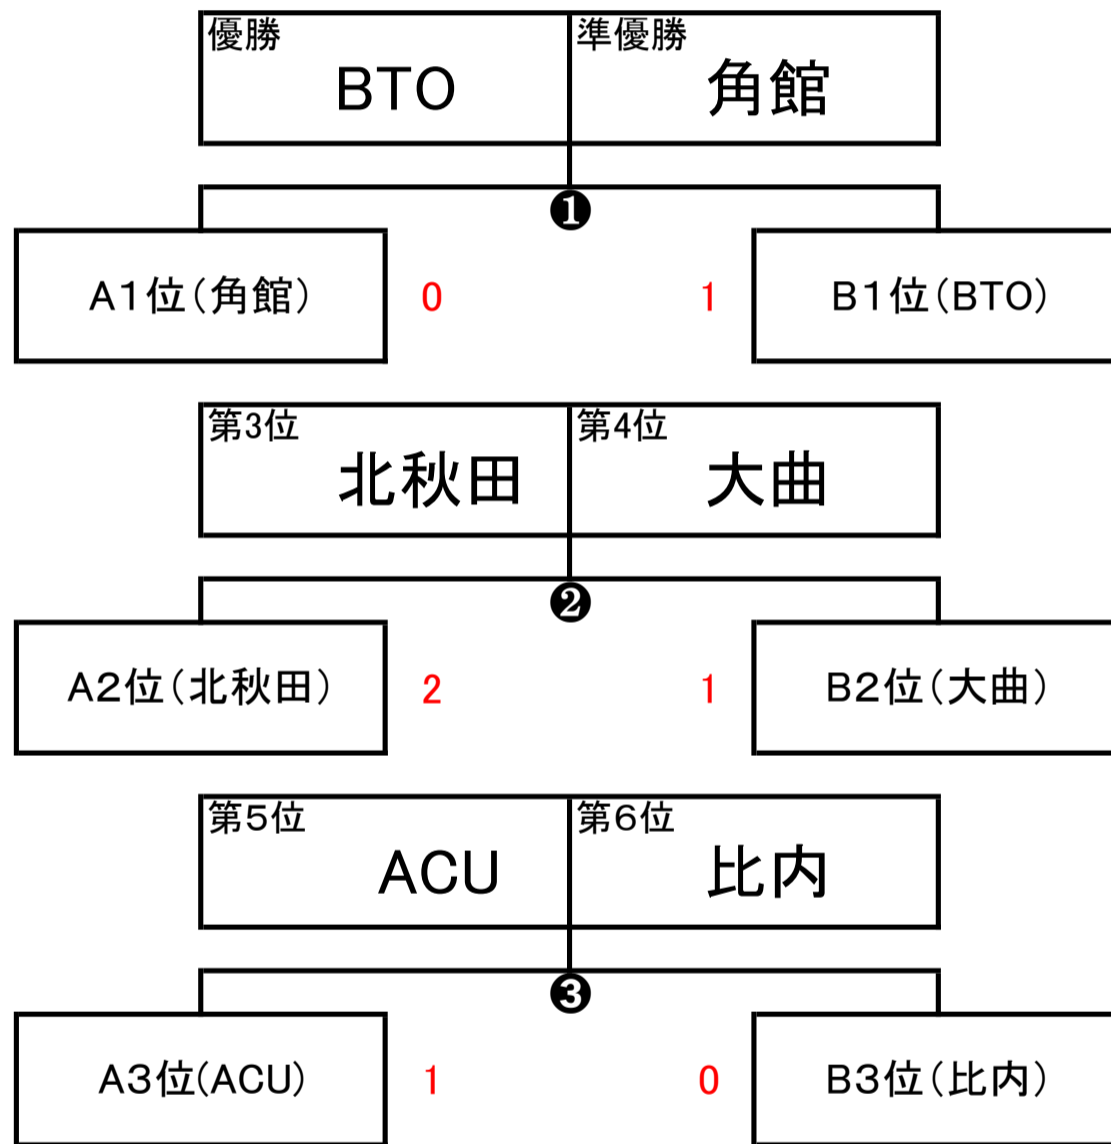 優勝 準優勝
BTO 角館
❶
A1位(角館) 0 1 B1位(BTO)
第3位 第4位
北秋田 大曲
❷
A2位(北秋田) 2 1 B2位(大曲)
第5位 第6位
ACU 比内
❸
A3位(ACU) 1 0 B3位(比内)